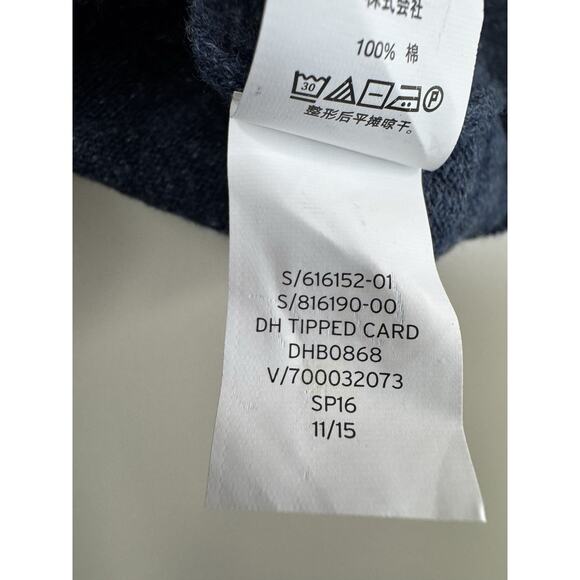 株式会社
100% 棉
30 P
整形后平摊晾干。
S/616152-01
S/816190-00
DH TIPPED CARD
DHB0868
V/700032073
SP16
11/15